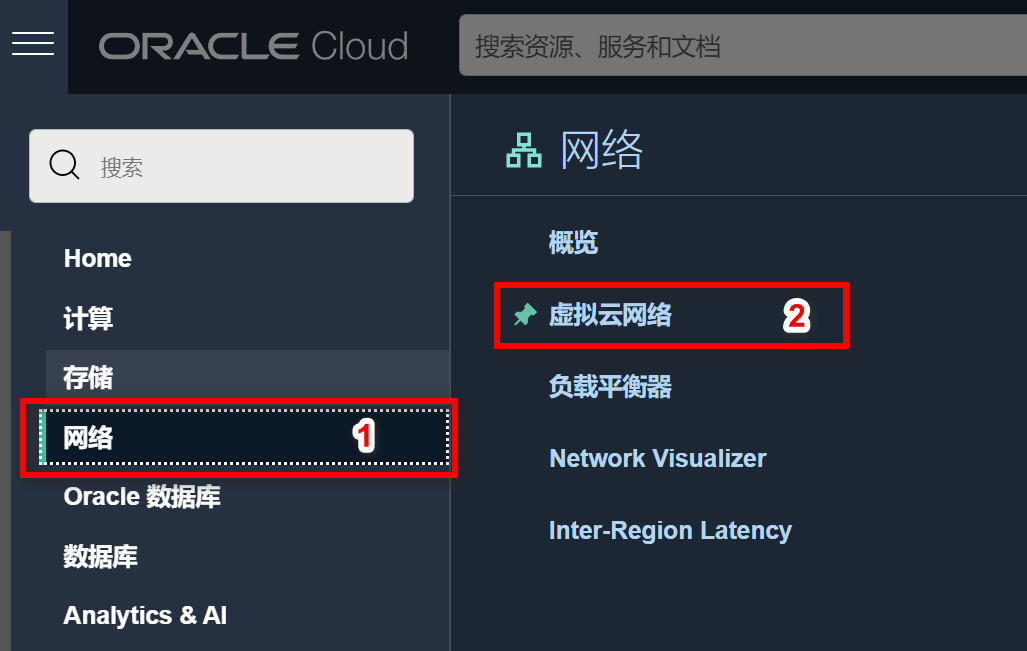 ORACLE Cloud
搜索资源、服务和文档
搜索
Home
计算
存储
网络
1
Oracle 数据库
数据库
Analytics & AI
网络
概览
虚拟云网络
2
负载平衡器
Network Visualizer
Inter-Region Latency